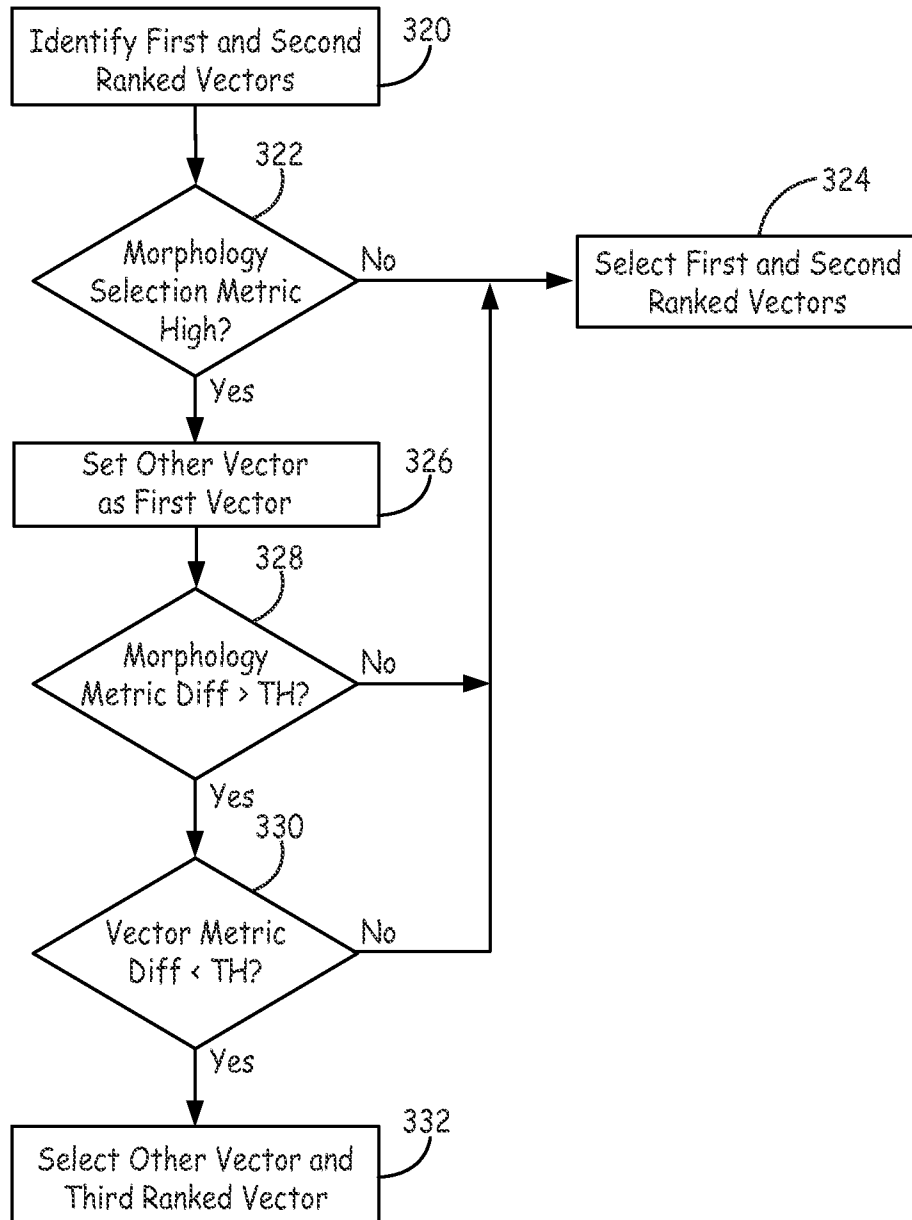 Identify First and Second
Ranked Vectors
320
322
Morphology
Selection Metric
High?
No
Yes
324
Select First and Second
Ranked Vectors
Set Other Vector
as First Vector
326
328
Morphology
Metric Diff > TH?
No
Yes
330
Vector Metric
Diff < TH?
No
Yes
332
Select Other Vector and
Third Ranked Vector